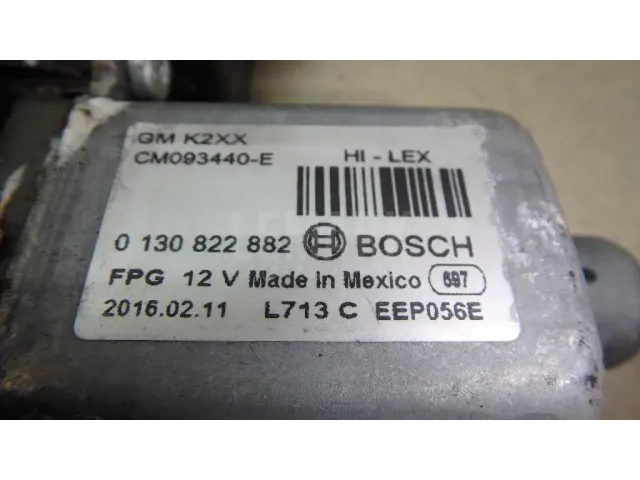 GM K2XX
CM093440-E HI - LEX
0 130 822 882 BOSCH
FPG 12 V Made in Mexico 697
2016.02.11 L713 C EEP056E